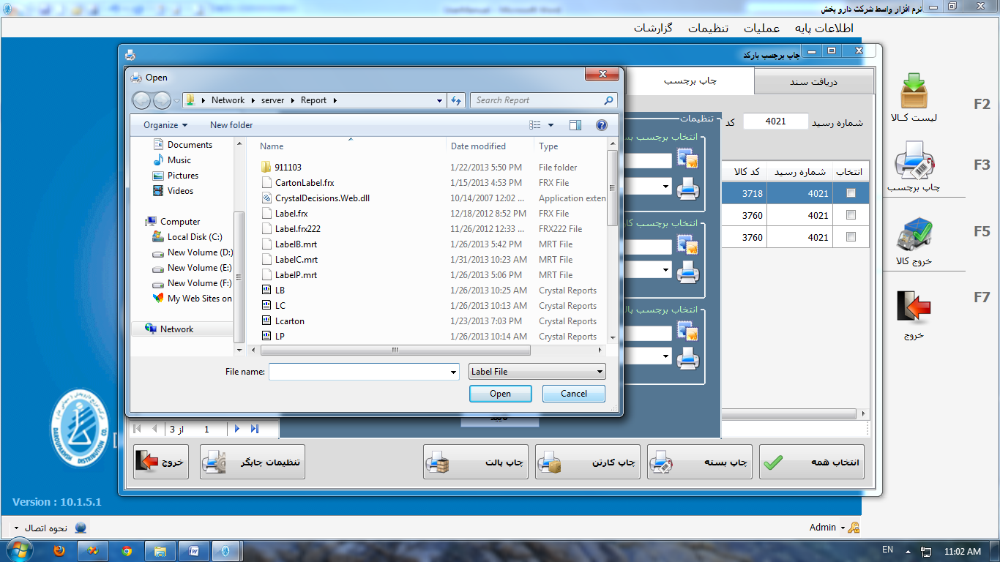 نرم افزار واسط شرکت دارو پخش
اطلاعات پایه عملیات تنظیمات گزارشات
چاپ برچسب بارکد
Open
Network server Report
Search Report
Organize
New folder
Documents
Music
Pictures
Videos
Computer
Local Disk (C:)
New Volume (D:)
New Volume (E:)
New Volume (F:)
My Web Sites on
Network
Name Date modified Type
911103 1/22/2013 5:50 PM File folder
CartonLabel.frx 1/15/2013 4:53 PM FRX File
CrystalDecisions.Web.dll 10/14/2007 12:02 ... Application exten
Label.frx 12/18/2012 8:52 PM FRX File
Label.frx222 11/26/2012 12:33 ... FRX222 File
LabelB.mrt 1/26/2013 5:42 PM MRT File
LabelC.mrt 1/31/2013 10:23 AM MRT File
LabelP.mrt 1/26/2013 5:06 PM MRT File
LB 1/26/2013 10:25 AM Crystal Reports
LC 1/26/2013 10:13 AM Crystal Reports
Lcarton 1/23/2013 7:03 PM Crystal Reports
LP 1/26/2013 10:14 AM Crystal Reports
File name:
Label File
Open
Cancel
دریافت سند
چاپ برچسب
شماره رسید 4021 کد
تنظیمات
انتخاب برچسب
انتخاب برچسب
انتخاب برچسب
انتخاب شماره رسید کد کالا
4021 3718
4021 3760
4021 3760
1 از 3
انتخاب همه
چاپ بسته
چاپ کارتن
چاپ پالت
تنظیمات چاپگر
خروج
F2
لیست کـالا
F3
چاپ برچسب
F5
خروج کالا
F7
خروج
DAROUPAKHSH DISTRIBUTION CO.
Version : 10.1.5.1
نحوه اتصال
Admin
EN
11:02 AM